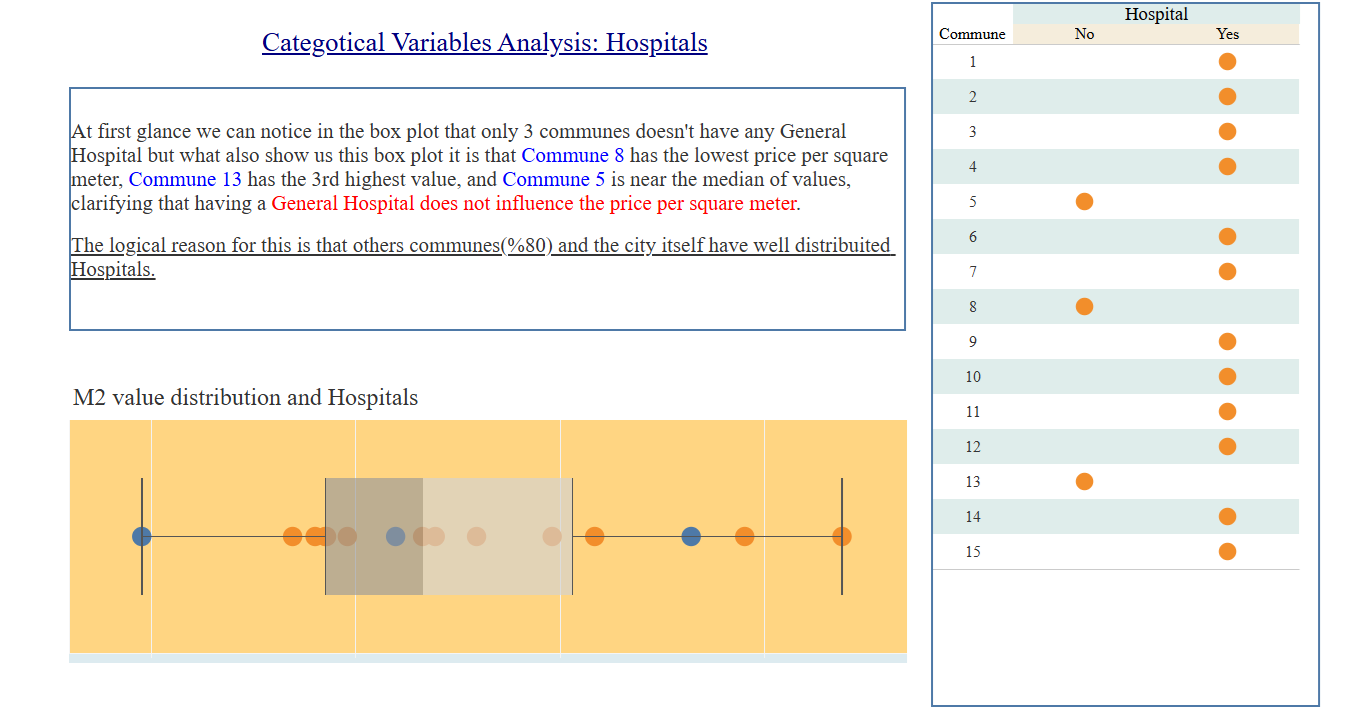 Categotical Variables Analysis: Hospitals
At first glance we can notice in the box plot that only 3 communes doesn't have any General
Hospital but what also show us this box plot it is that Commune 8 has the lowest price per square
meter, Commune 13 has the 3rd highest value, and Commune 5 is near the median of values,
clarifying that having a General Hospital does not influence the price per square meter.
The logical reason for this is that others communes(%80) and the city itself have well distribuited
Hospitals.
M2 value distribution and Hospitals
Hospital
Commune No Yes
1
2
3
4
5
6
7
8
9
10
11
12
13
14
15